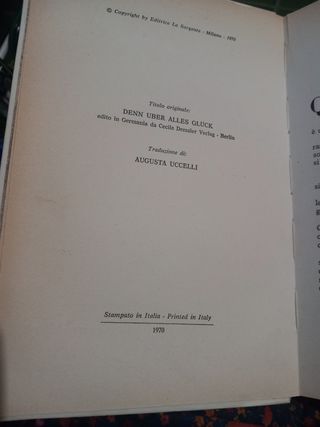 © Copyright by Editrice La Sorgente - Milano - 1970
Titolo originale:
DENN UBER ALLES GLUCK
edito in Germania da Cecile Dressler Verlag - Berlin
Traduzione di:
AUGUSTA UCCELLI
Stampato in Italia - Printed in Italy
1970